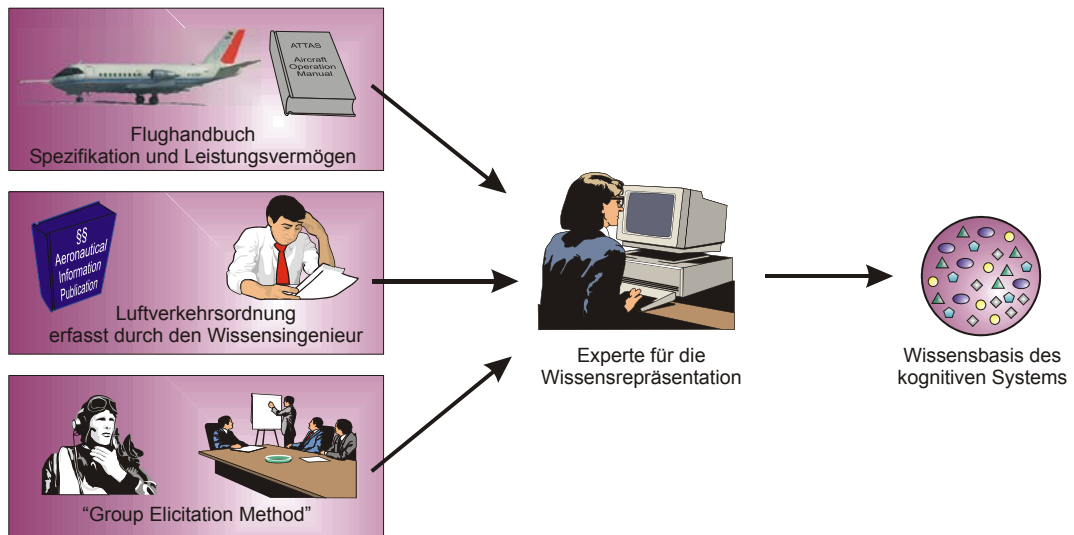 ATTAS
Aircraft
Operation
Manual
Flughandbuch
Spezifikation und Leistungsvermögen
§§
Aeronautical
Information
Publication
Luftverkehrsordnung
erfasst durch den Wissensingenieur
“Group Elicitation Method”
Experte für die
Wissensrepräsentation
Wissensbasis des
kognitiven Systems